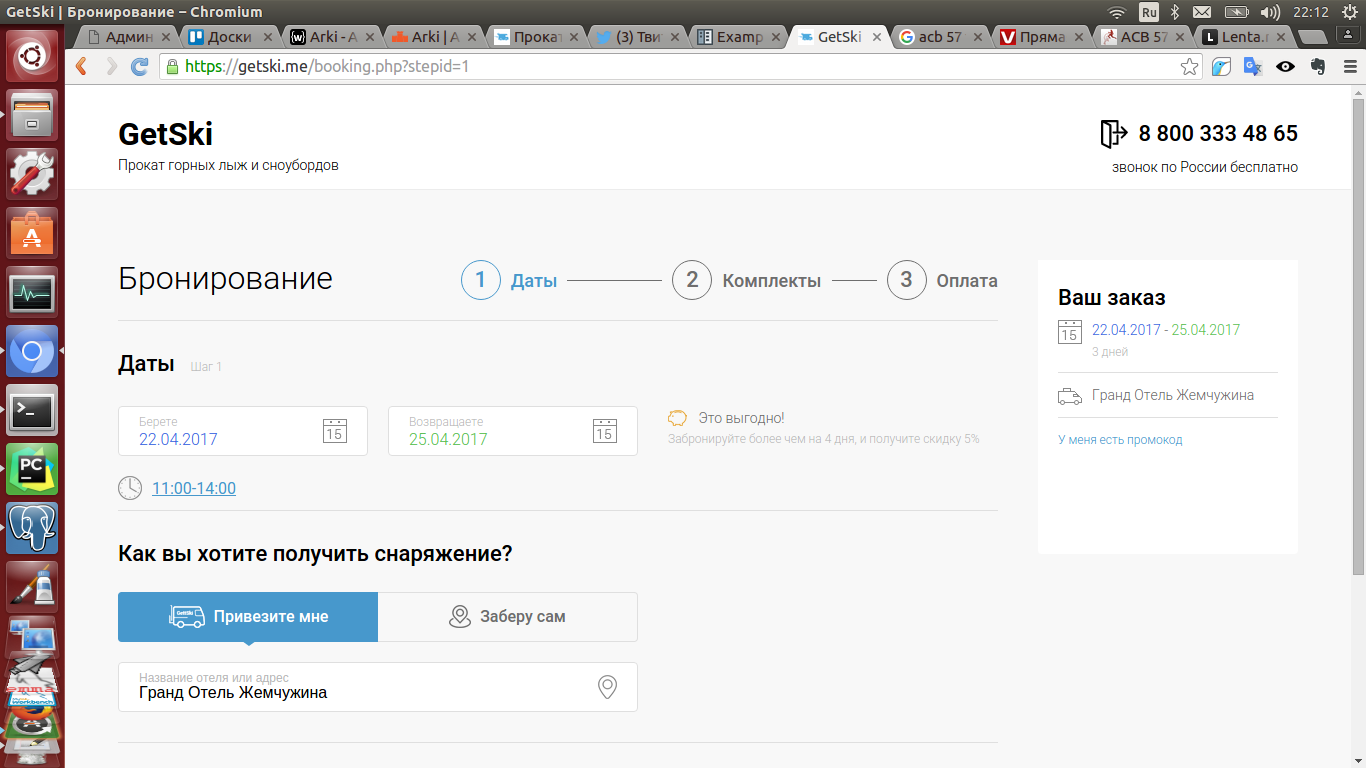 GetSki | Бронирование – Chromium
Ru
22:12
Админ
Доски
Arki - A
Arki | A
Прокат
(3) Тви
Examp
GetSki
acb 57
Пряма
АСВ 57
Lenta.r
https://getski.me/booking.php?stepid=1
GetSki
Прокат горных лыж и сноубордов
8 800 333 48 65
звонок по России бесплатно
Бронирование
1 Даты
2 Комплекты
3 Оплата
Даты Шаг 1
Берете
22.04.2017
15
Возвращаете
25.04.2017
15
Это выгодно!
Забронируйте более чем на 4 дня, и получите скидку 5%
11:00-14:00
Как вы хотите получить снаряжение?
GetSki Привезите мне
Заберу сам
Название отеля или адрес
Гранд Отель Жемчужина
Ваш заказ
15
22.04.2017 - 25.04.2017
3 дней
Гранд Отель Жемчужина
У меня есть промокод
PC
workbench